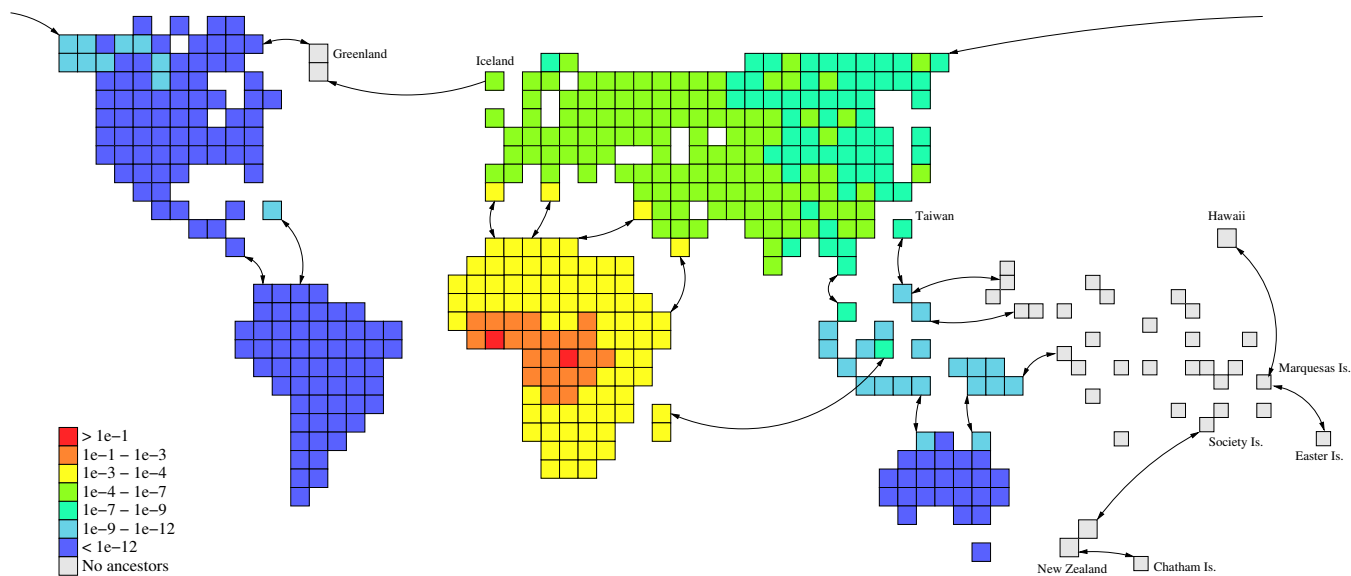 Greenland
Iceland
Taiwan
Hawaii
Marquesas Is.
Society Is.
Easter Is.
New Zealand
Chatham Is.
> 1e−1
1e−1 − 1e−3
1e−3 − 1e−4
1e−4 − 1e−7
1e−7 − 1e−9
1e−9 − 1e−12
< 1e−12
No ancestors